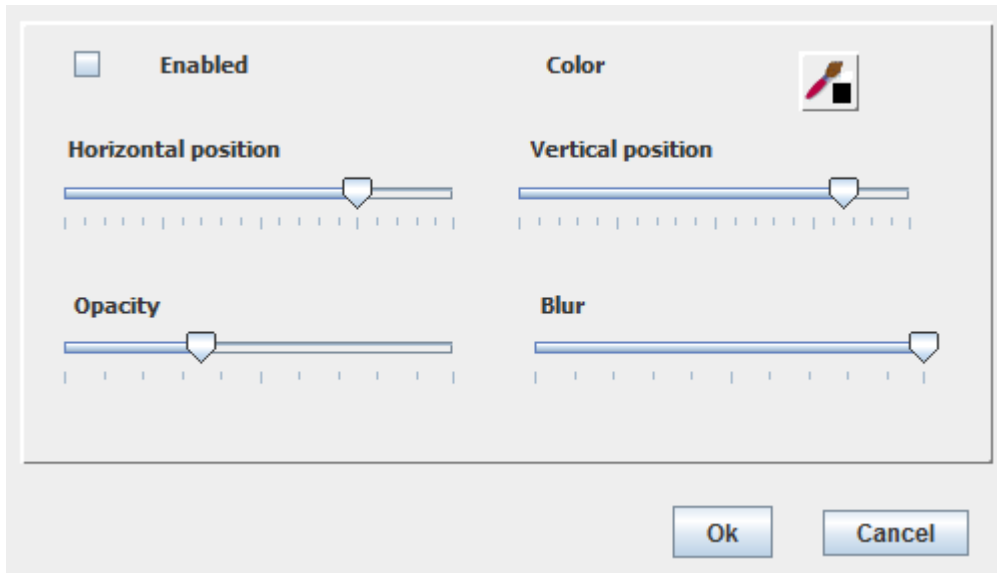 Enabled
Color
Horizontal position
Vertical position
Opacity
Blur
Ok
Cancel